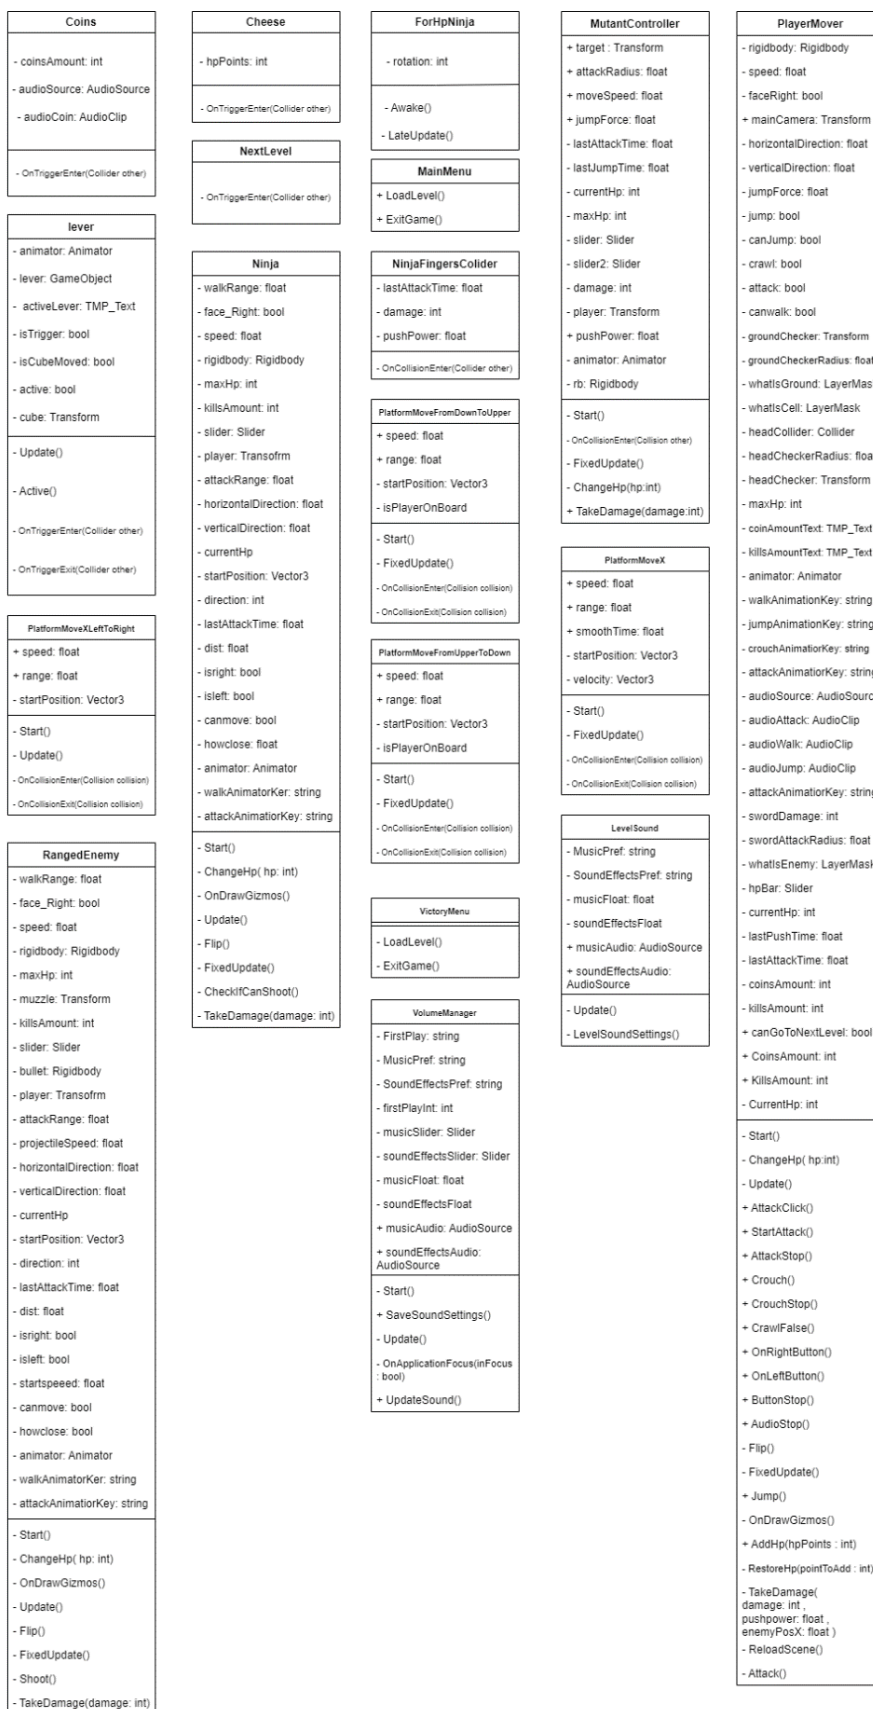 Coins
- coinsAmount: int
- audioSource: AudioSource
- audioCoin: AudioClip
- OnTriggerEnter(Collider other)
lever
- animator: Animator
- lever: GameObject
- activeLever: TMP_Text
- isTrigger: bool
- isCubeMoved: bool
- active: bool
- cube: Transform
- Update()
- Active()
- OnTriggerEnter(Collider other)
- OnTriggerExit(Collider other)
PlatformMoveXLeftToRight
+ speed: float
+ range: float
- startPosition: Vector3
- Start()
- Update()
- OnCollisionEnter(Collision collision)
- OnCollisionExit(Collision collision)
RangedEnemy
- walkRange: float
- face_Right: bool
- speed: float
- rigidbody: Rigidbody
- maxHp: int
- muzzle: Transform
- killsAmount: int
- slider: Slider
- bullet: Rigidbody
- player: Transofrm
- attackRange: float
- projectileSpeed: float
- horizontalDirection: float
- verticalDirection: float
- currentHp
- startPosition: Vector3
- direction: int
- lastAttackTime: float
- dist: float
- isright: bool
- isleft: bool
- startspeeed: float
- canmove: bool
- howclose: bool
- animator: Animator
- walkAnimatorKer: string
- attackAnimatiorKey: string
- Start()
- ChangeHp( hp: int)
- OnDrawGizmos()
- Update()
- Flip()
- FixedUpdate()
- Shoot()
- TakeDamage(damage: int)
Cheese
- hpPoints: int
- OnTriggerEnter(Collider other)
NextLevel
- OnTriggerEnter(Collider other)
Ninja
- walkRange: float
- face_Right: bool
- speed: float
- rigidbody: Rigidbody
- maxHp: int
- killsAmount: int
- slider: Slider
- player: Transofrm
- attackRange: float
- horizontalDirection: float
- verticalDirection: float
- currentHp
- startPosition: Vector3
- direction: int
- lastAttackTime: float
- dist: float
- isright: bool
- isleft: bool
- canmove: bool
- howclose: float
- animator: Animator
- walkAnimatorKer: string
- attackAnimatiorKey: string
- Start()
- ChangeHp( hp: int)
- OnDrawGizmos()
- Update()
- Flip()
- FixedUpdate()
- CheckIfCanShoot()
- TakeDamage(damage: int)
ForHpNinja
- rotation: int
- Awake()
- LateUpdate()
MainMenu
+ LoadLevel()
+ ExitGame()
NinjaFingersColider
- lastAttackTime: float
- damage: int
- pushPower: float
- OnCollisionEnter(Collider other)
PlatformMoveFromDownToUpper
+ speed: float
+ range: float
- startPosition: Vector3
- isPlayerOnBoard
- Start()
- FixedUpdate()
- OnCollisionEnter(Collision collision)
- OnCollisionExit(Collision collision)
PlatformMoveFromUpperToDown
+ speed: float
+ range: float
- startPosition: Vector3
- isPlayerOnBoard
- Start()
- FixedUpdate()
- OnCollisionEnter(Collision collision)
- OnCollisionExit(Collision collision)
VictoryMenu
- LoadLevel()
- ExitGame()
VolumeManager
- FirstPlay: string
- MusicPref: string
- SoundEffectsPref: string
- firstPlayInt: int
- musicSlider: Slider
- soundEffectsSlider: Slider
- musicFloat: float
- soundEffectsFloat
+ musicAudio: AudioSource
+ soundEffectsAudio:
AudioSource
- Start()
+ SaveSoundSettings()
- Update()
- OnApplicationFocus(inFocus
: bool)
+ UpdateSound()
MutantController
+ target : Transform
+ attackRadius: float
+ moveSpeed: float
+ jumpForce: float
- lastAttackTime: float
- lastJumpTime: float
- currentHp: int
- maxHp: int
- slider: Slider
- slider2: Slider
- damage: int
- player: Transform
+ pushPower: float
- animator: Animator
- rb: Rigidbody
- Start()
- OnCollisionEnter(Collision other)
- FixedUpdate()
- ChangeHp(hp:int)
+ TakeDamage(damage:int)
PlatformMoveX
+ speed: float
+ range: float
+ smoothTime: float
- startPosition: Vector3
- velocity: Vector3
- Start()
- FixedUpdate()
- OnCollisionEnter(Collision collision)
- OnCollisionExit(Collision collision)
LevelSound
- MusicPref: string
- SoundEffectsPref: string
- musicFloat: float
- soundEffectsFloat
+ musicAudio: AudioSource
+ soundEffectsAudio:
AudioSource
- Update()
- LevelSoundSettings()
PlayerMover
- rigidbody: Rigidbody
- speed: float
- faceRight: bool
+ mainCamera: Transform
- horizontalDirection: float
- verticalDirection: float
- jumpForce: float
- jump: bool
- canJump: bool
- crawl: bool
- attack: bool
- canwalk: bool
- groundChecker: Transform
- groundCheckerRadius: float
- whatIsGround: LayerMas
- whatIsCell: LayerMask
- headCollider: Collider
- headCheckerRadius: floa
- headChecker: Transform
- maxHp: int
- coinAmountText: TMP_Text
- killsAmountText: TMP_Text
- animator: Animator
- walkAnimationKey: string
- jumpAnimationKey: string
- crouchAnimatiorKey: string
- attackAnimatiorKey: string
- audioSource: AudioSourc
- audioAttack: AudioClip
- audioWalk: AudioClip
- audioJump: AudioClip
- attackAnimatiorKey: string
- swordDamage: int
- swordAttackRadius: float
- whatIsEnemy: LayerMask
- hpBar: Slider
- currentHp: int
- lastPushTime: float
- lastAttackTime: float
- coinsAmount: int
- killsAmount: int
+ canGoToNextLevel: bool
+ CoinsAmount: int
+ KillsAmount: int
- CurrentHp: int
- Start()
- ChangeHp( hp:int)
- Update()
+ AttackClick()
+ StartAttack()
+ AttackStop()
+ Crouch()
+ CrouchStop()
+ CrawlFalse()
+ OnRightButton()
+ OnLeftButton()
+ ButtonStop()
+ AudioStop()
- Flip()
- FixedUpdate()
+ Jump()
- OnDrawGizmos()
+ AddHp(hpPoints : int)
- RestoreHp(pointToAdd : int)
- TakeDamage(
damage: int ,
pushpower: float ,
enemyPosX: float )
- ReloadScene()
- Attack()